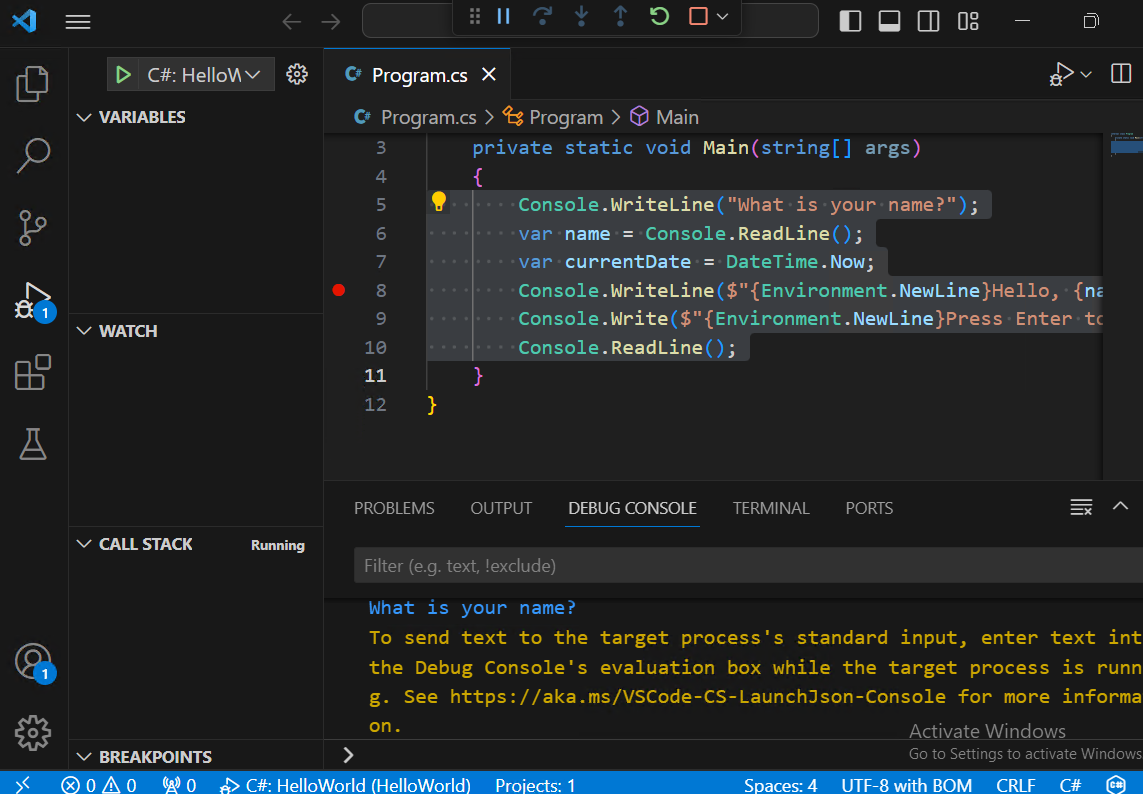 C#: HelloW
Program.cs
VARIABLES
Program.cs > Program > Main
3 private static void Main(string[] args)
4 {
5 Console.WriteLine("What is your name?");
6 var name = Console.ReadLine();
7 var currentDate = DateTime.Now;
8 Console.WriteLine($"{Environment.NewLine}Hello, {na
9 Console.Write($"{Environment.NewLine}Press Enter to
10 Console.ReadLine();
11 }
12 }
1
WATCH
PROBLEMS OUTPUT DEBUG CONSOLE TERMINAL PORTS
CALL STACK Running
Filter (e.g. text, !exclude)
What is your name?
To send text to the target process's standard input, enter text int
the Debug Console's evaluation box while the target process is runn
g. See https://aka.ms/VSCode-CS-LaunchJson-Console for more informa
on.
1
Activate Windows
Go to Settings to activate Windows
BREAKPOINTS
0 0 0 C#: HelloWorld (HelloWorld) Projects: 1 Spaces: 4 UTF-8 with BOM CRLF C#